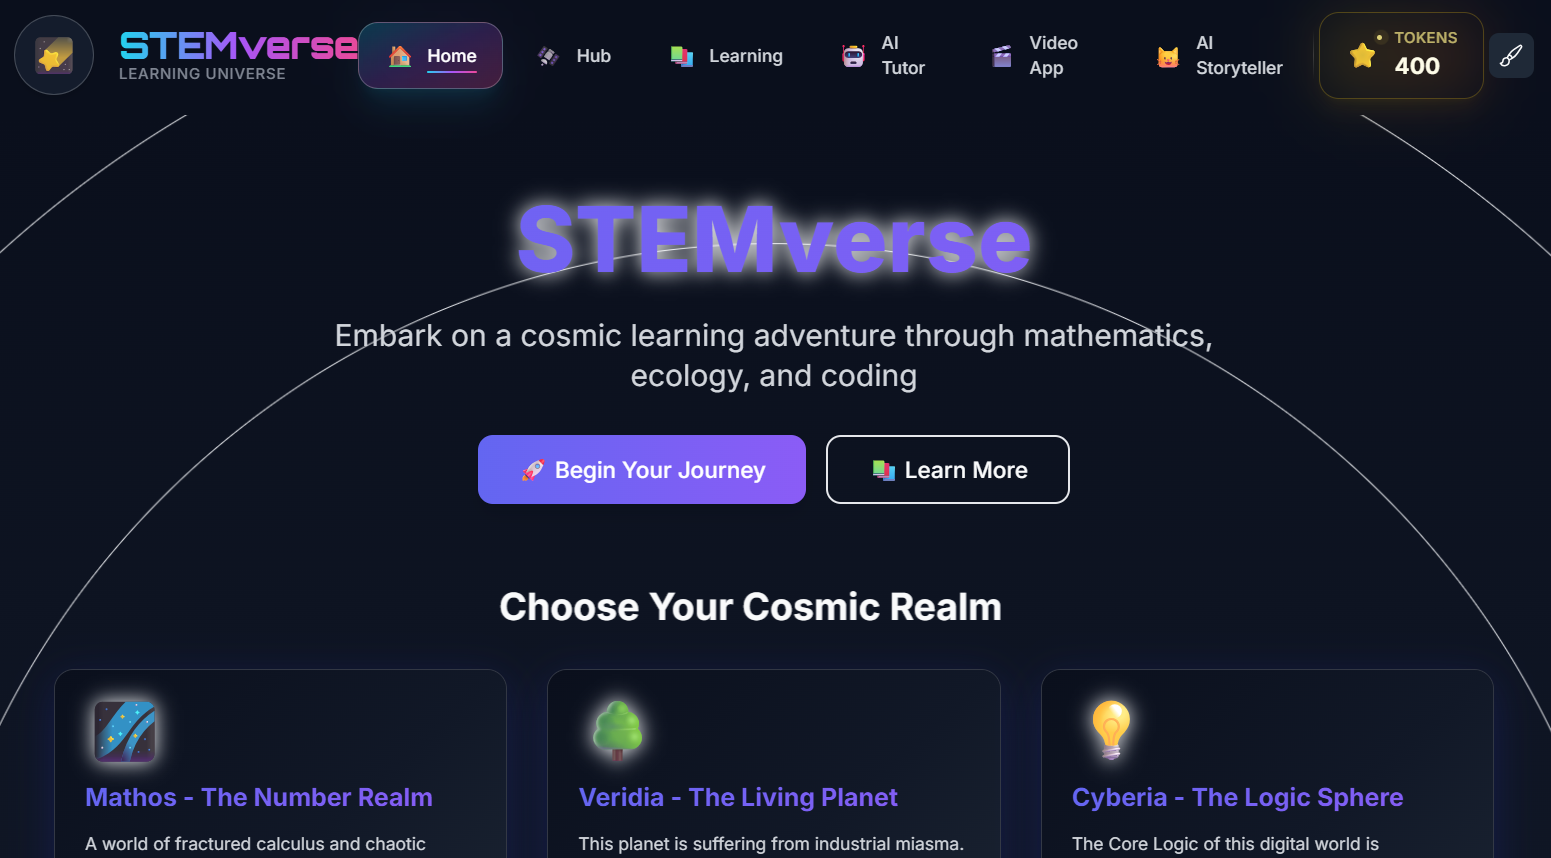 STEMverse
LEARNING UNIVERSE
Home
Hub
Learning
AI
Tutor
Video
App
AI
Storyteller
TOKENS
400
STEMverse
Embark on a cosmic learning adventure through mathematics,
ecology, and coding
Begin Your Journey
Learn More
Choose Your Cosmic Realm
Mathos - The Number Realm
A world of fractured calculus and chaotic
Veridia - The Living Planet
This planet is suffering from industrial miasma.
Cyberia - The Logic Sphere
The Core Logic of this digital world is